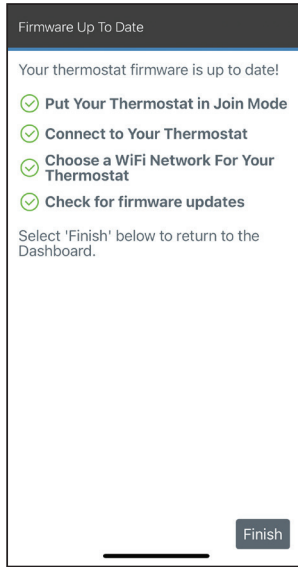 Firmware Up To Date
Your thermostat firmware is up to date!
Put Your Thermostat in Join Mode
Connect to Your Thermostat
Choose a WiFi Network For Your
Thermostat
Check for firmware updates
Select 'Finish' below to return to the
Dashboard.
Finish